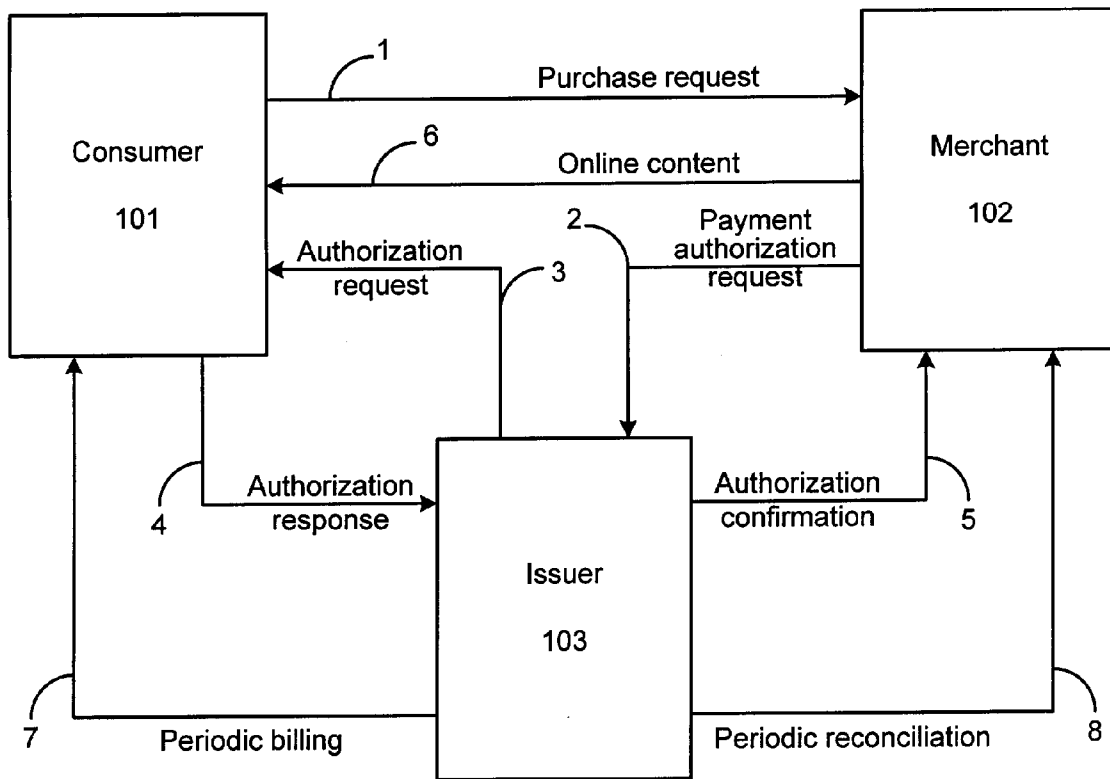 1
Purchase request
Consumer
101
6
Online content
Merchant
102
2
Payment
authorization
request
Authorization
request
3
4
Authorization
response
Authorization
confirmation
5
Issuer
103
7
Periodic billing
Periodic reconciliation
8